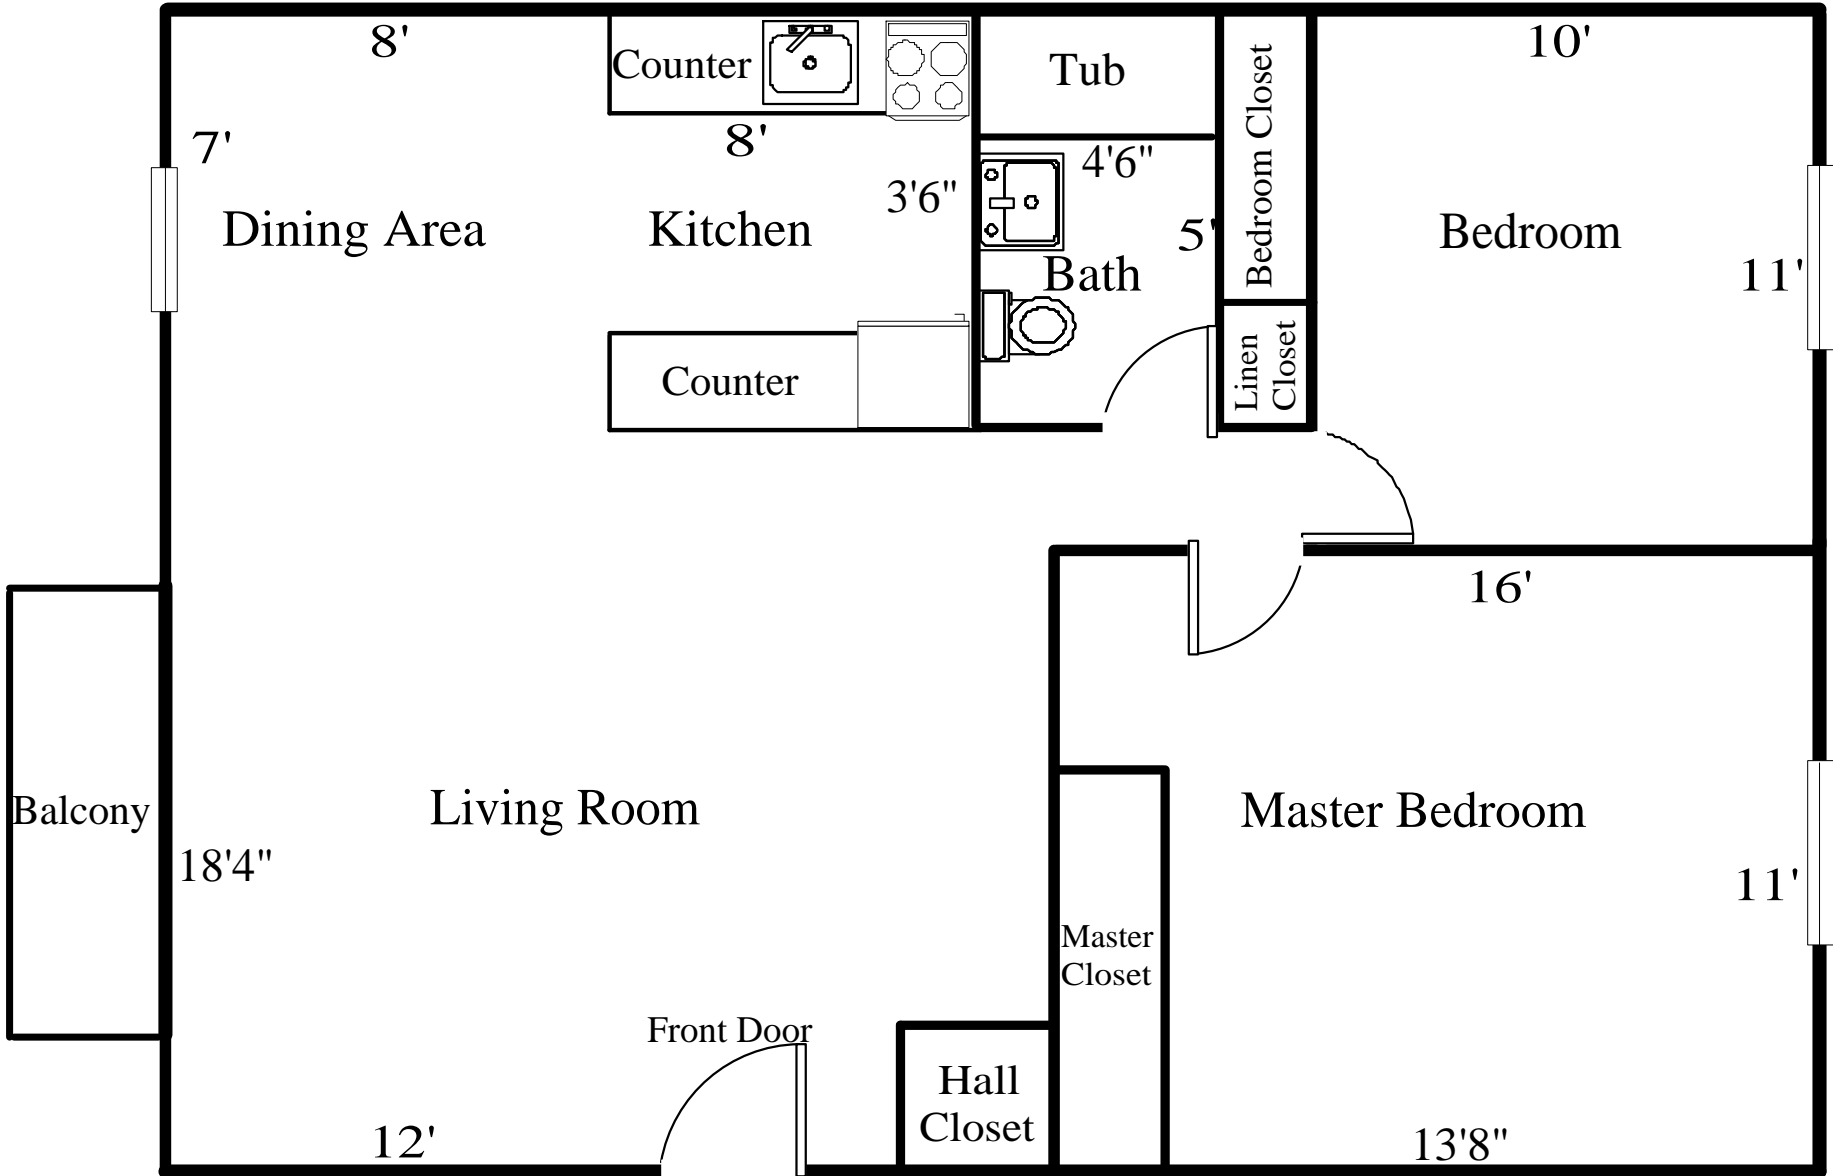 8'
10'
Counter
Tub
Bedroom Closet
7'
8'
4'6"
3'6"
Dining Area
Kitchen
5'
Bedroom
Bath
11'
Linen
Closet
Counter
16'
Balcony
Living Room
Master Bedroom
18'4"
11'
Master
Closet
Front Door
Hall
Closet
12'
13'8"